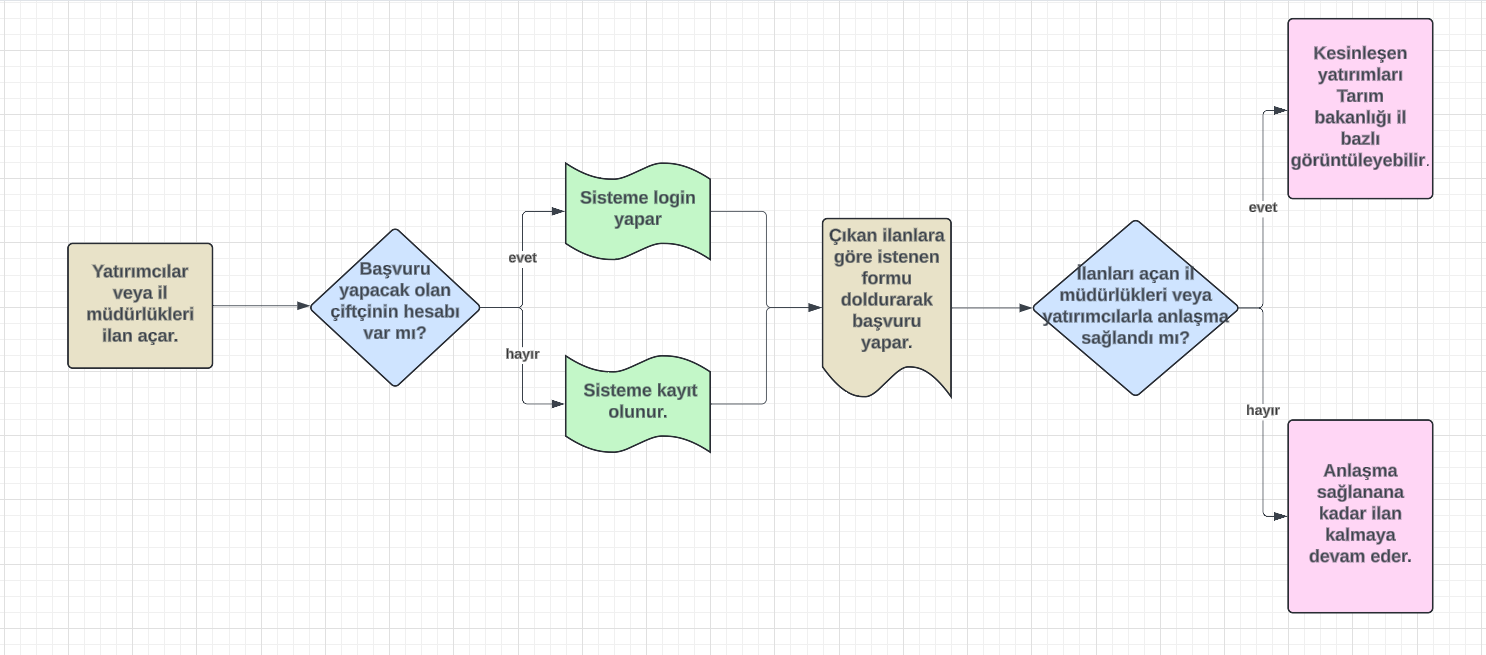 Yatırımcılar
veya il
müdürlükleri
ilan açar.
Başvuru
yapacak olan
çiftçinin hesabı
var mı?
evet
hayır
Sisteme login
yapar
Sisteme kayıt
olunur.
Çıkan ilanlara
göre istenen
formu
doldurarak
başvuru
yapar.
İlanları açan il
müdürlükleri veya
yatırımcılarla anlaşma
sağlandı mı?
evet
hayır
Kesinleşen
yatırımları
Tarım
bakanlığı il
bazlı
görüntüleyebilir.
Anlaşma
sağlanana
kadar ilan
kalmaya
devam eder.